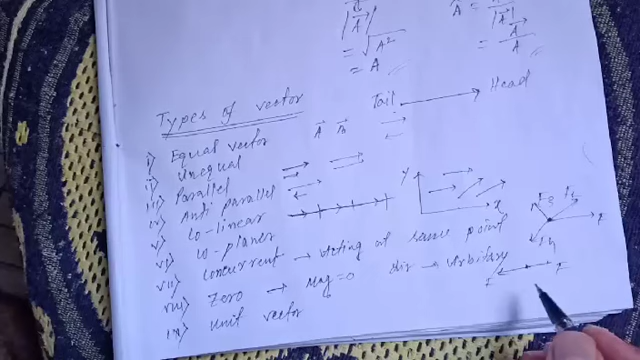 |A⃗|
= √A²
= A
A⃗ =
|A⃗|
= A⃗
A
Types of vector
Tail Head
i) Equal vector A⃗ B⃗
ii) Unequal
iii) Parallel
iv) Anti parallel
v) Co-linear
vi) Co-planer
Y X
vii) Concurrent → Acting at same point
viii) Zero → Mag = 0 dir → Arbitrary
ix) Unit vector
F F